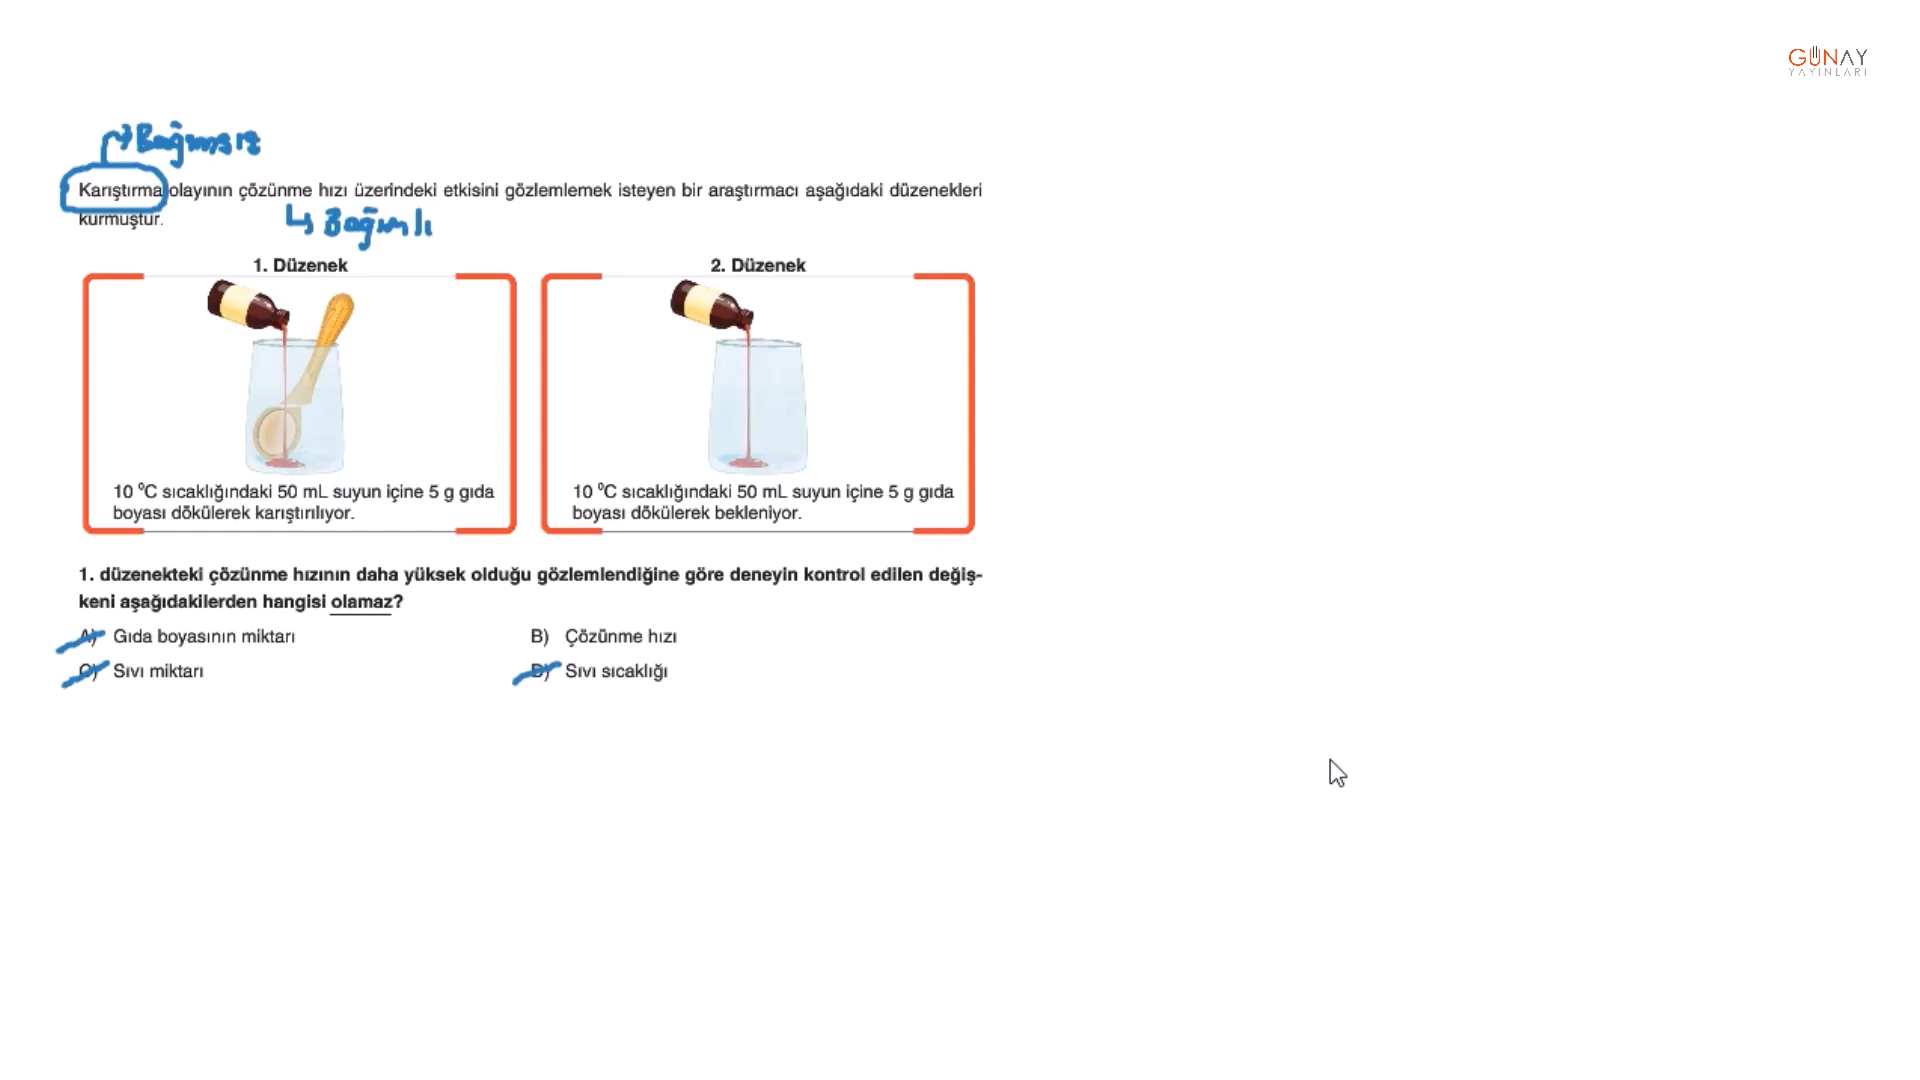 GÜNAY
YAYINLARI
Bağımsız
Karıştırma olayının çözünme hızı üzerindeki etkisini gözlemlemek isteyen bir araştırmacı aşağıdaki düzenekleri
kurmuştur.
Bağımlı
1. Düzenek
10 ⁰C sıcaklığındaki 50 mL suyun içine 5 g gıda
boyası dökülerek karıştırılıyor.
2. Düzenek
10 ⁰C sıcaklığındaki 50 mL suyun içine 5 g gıda
boyası dökülerek bekleniyor.
1. düzenekteki çözünme hızının daha yüksek olduğu gözlemlendiğine göre deneyin kontrol edilen değiş-
keni aşağıdakilerden hangisi olamaz?
A) Gıda boyasının miktarı
B) Çözünme hızı
C) Sıvı miktarı
D) Sıvı sıcaklığı